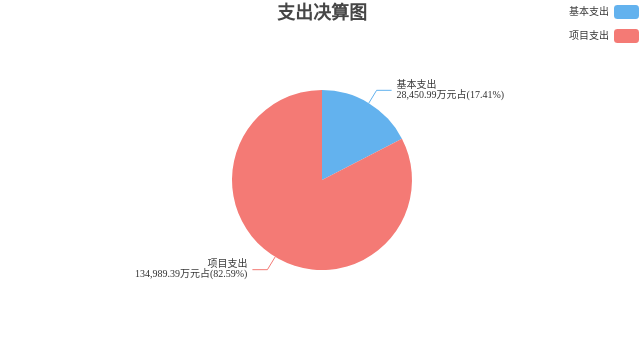 支出决算图
基本支出
项目支出
基本支出
28,450.99万元占(17.41%)
项目支出
134,989.39万元占(82.59%)